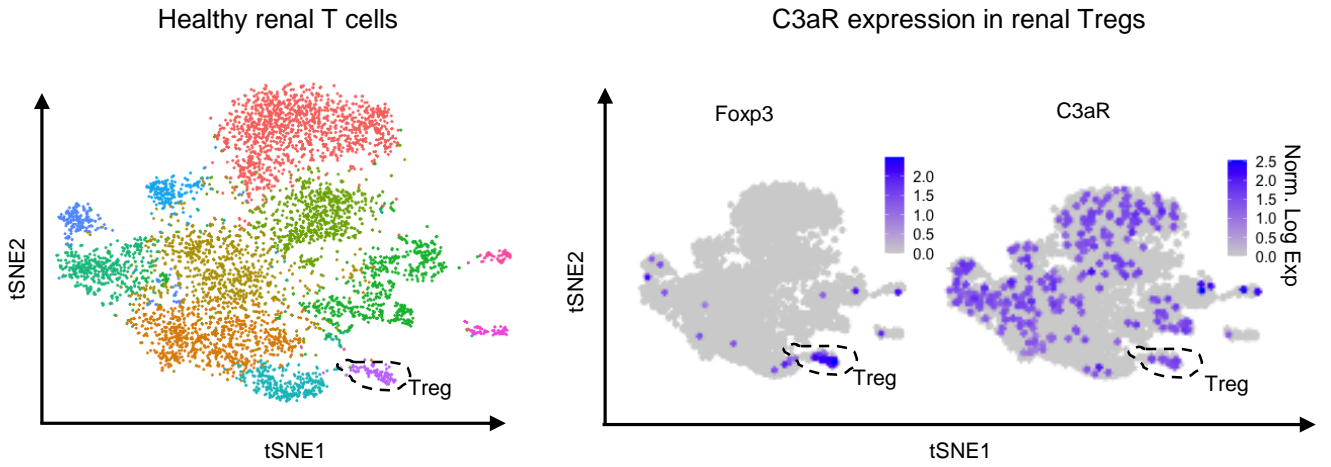 Healthy renal T cells
C3aR expression in renal Tregs
tSNE2
Treg
tSNE1
tSNE2
Foxp3
2.0
1.5
1.0
0.5
0.0
Treg
C3aR
2.5
2.0
1.5
1.0
0.5
0.0
Norm. Log Exp
Treg
tSNE1